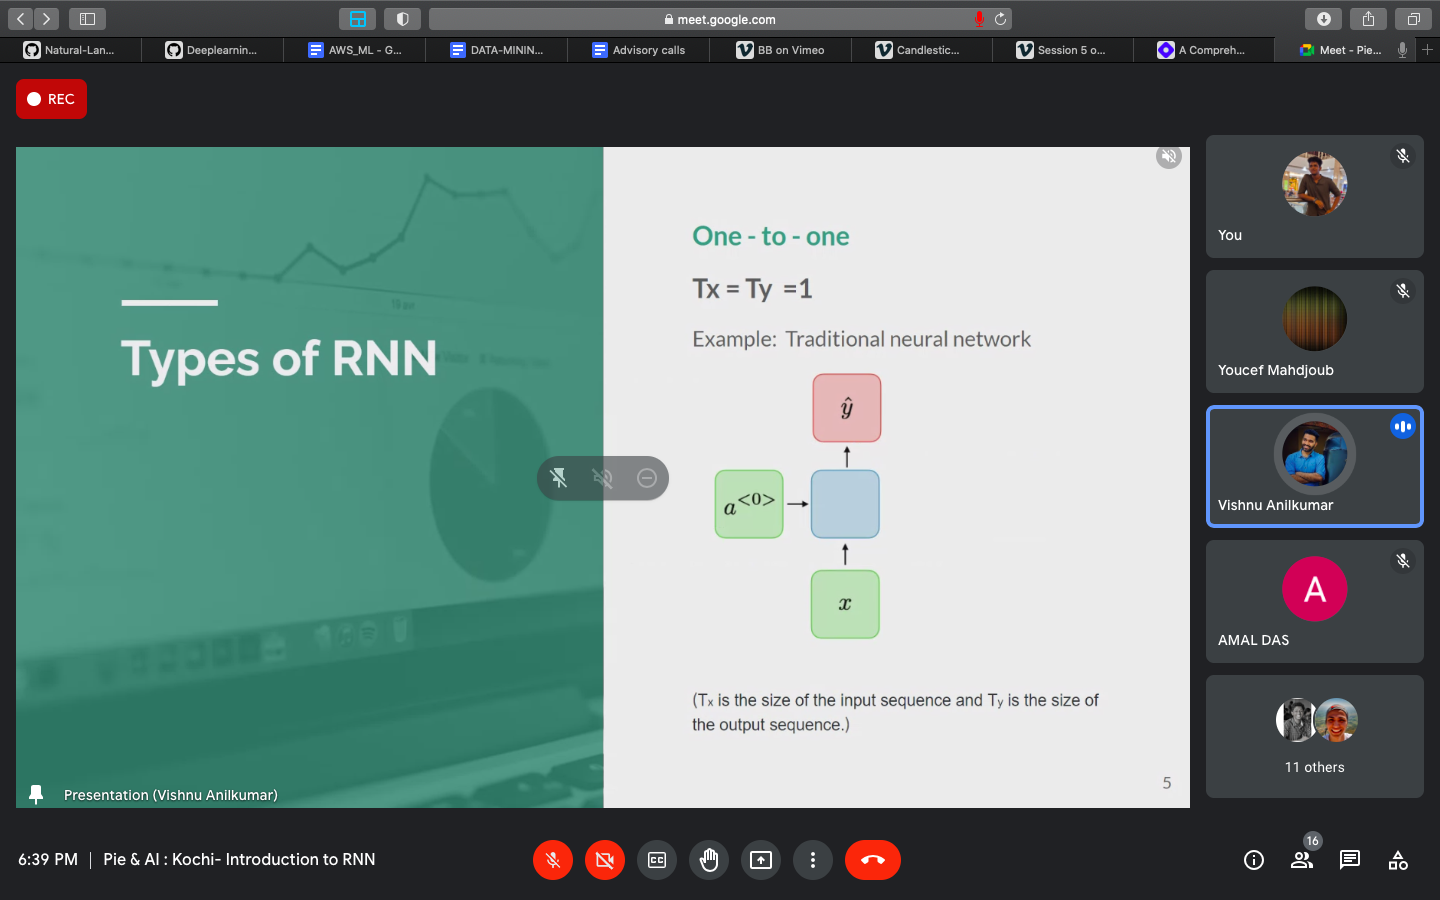 meet.google.com
Natural-Lan...
Deeplearnin...
AWS_ML - G...
DATA-MININ...
Advisory calls
BB on Vimeo
Candlestic...
Session 5 o...
A Compreh...
Meet - Pie...
REC
Types of RNN
One - to - one
Tx = Ty =1
Example: Traditional neural network
ŷ
a<0>
x
(Tx is the size of the input sequence and Ty is the size of
the output sequence.)
5
Presentation (Vishnu Anilkumar)
You
Youcef Mahdjoub
Vishnu Anilkumar
A
AMAL DAS
11 others
6:39 PM | Pie & AI : Kochi- Introduction to RNN
CC
16